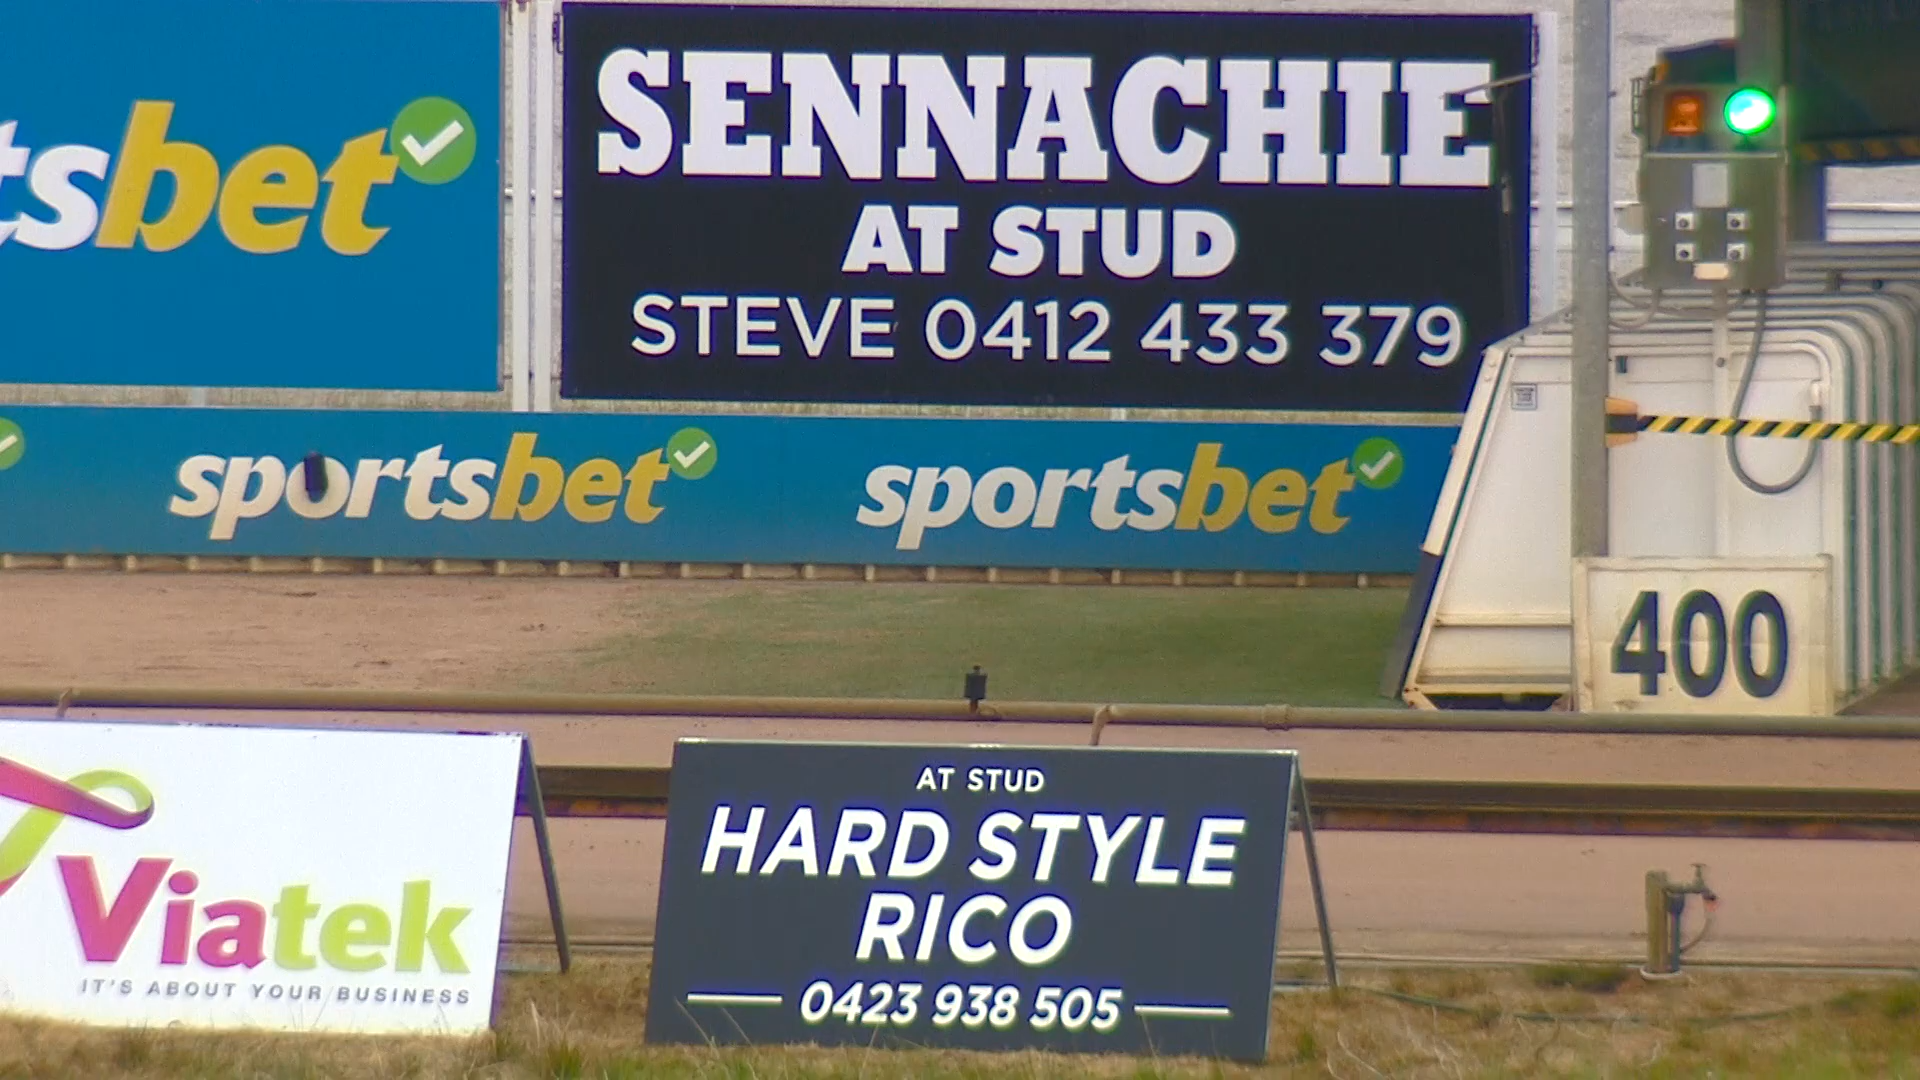 tsbet
SENNACHIE
AT STUD
STEVE 0412 433 379
sportsbet
sportsbet
400
Viatek
IT'S ABOUT YOUR BUSINESS
AT STUD
HARD STYLE
RICO
0423 938 505